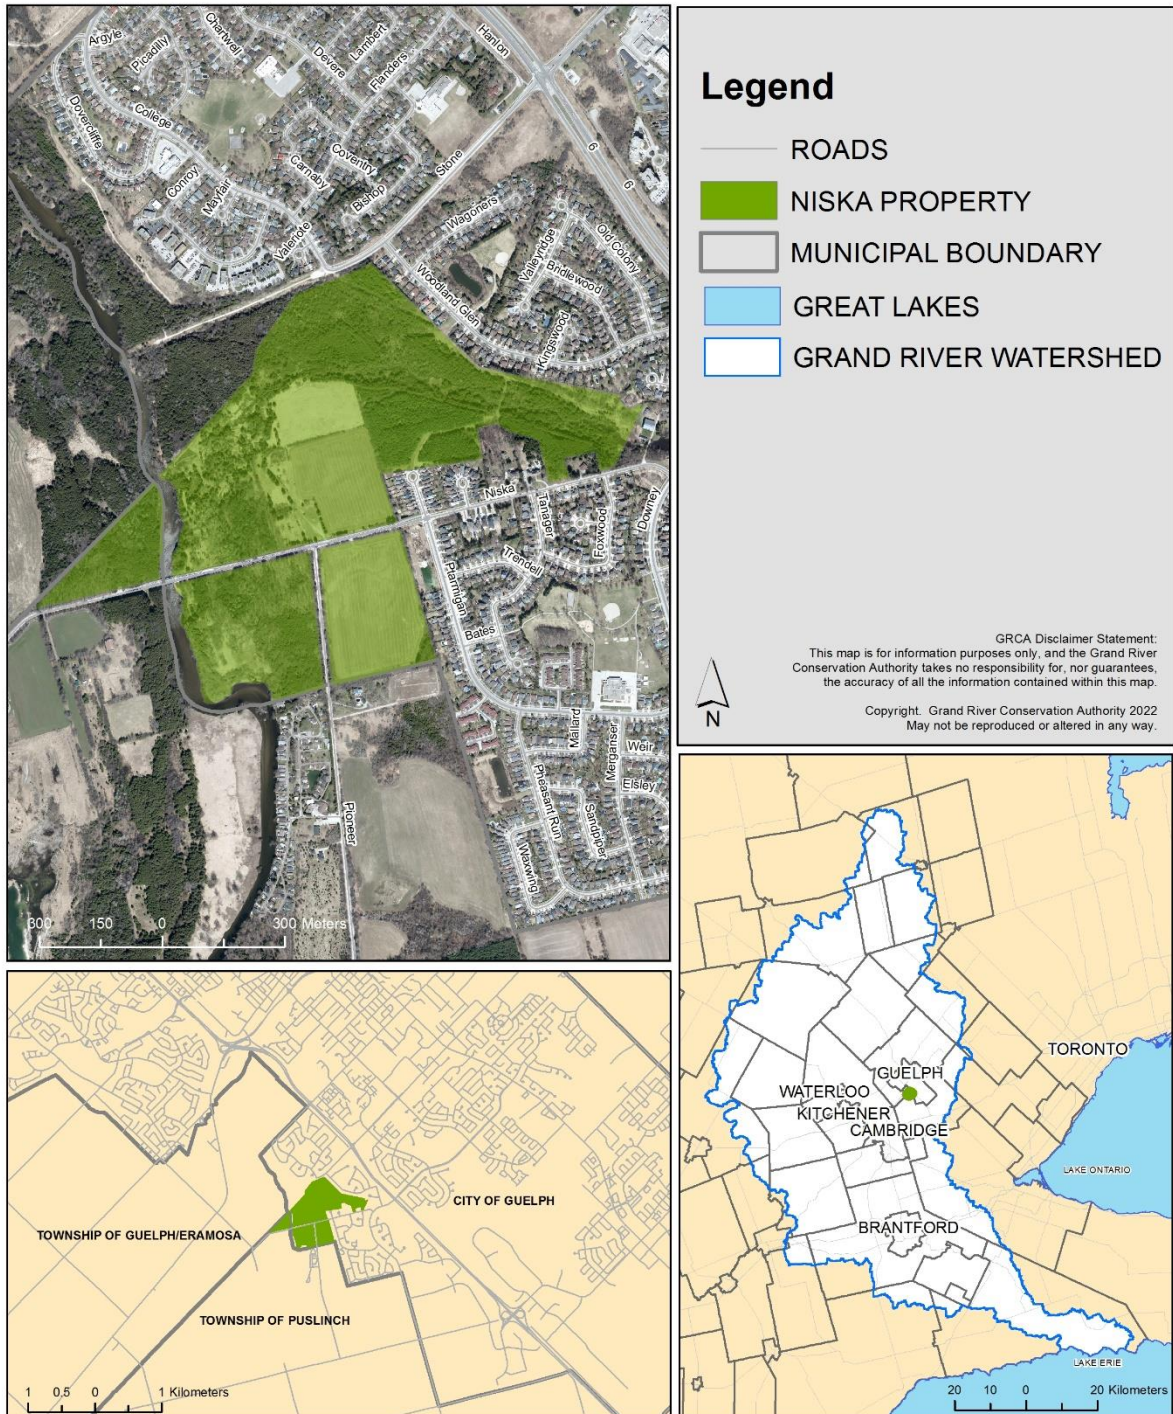 Argyle
Picadilly
Chartwell
Devere
Lambert
Flanders
Hanlon
Dovercliffe
College
Conroy
Mayfair
Carnaby
Coventry
Bishop
Stone
6
6
Valeriote
Wagoners
Woodland Glen
Valleyridge
Bridlewood
Old Colony
Kingswood
Niska
Tanager
Foxwood
Downey
Trendell
Ptarmigan
Bates
Mallard
Merganser
Weir
Elsley
Pheasant Run
Sandpiper
Waxwing
Pioneer
300 150 0 300 Meters
Legend
ROADS
NISKA PROPERTY
MUNICIPAL BOUNDARY
GREAT LAKES
GRAND RIVER WATERSHED
GRCA Disclaimer Statement:
This map is for information purposes only, and the Grand River
Conservation Authority takes no responsibility for, nor guarantees,
the accuracy of all the information contained within this map.
Copyright. Grand River Conservation Authority 2022
May not be reproduced or altered in any way.
N
CITY OF GUELPH
TOWNSHIP OF GUELPH/ERAMOSA
TOWNSHIP OF PUSLINCH
1 0.5 0 1 Kilometers
TORONTO
GUELPH
WATERLOO
KITCHENER
CAMBRIDGE
LAKE ONTARIO
BRANTFORD
LAKE ERIE
20 10 0 20 Kilometers